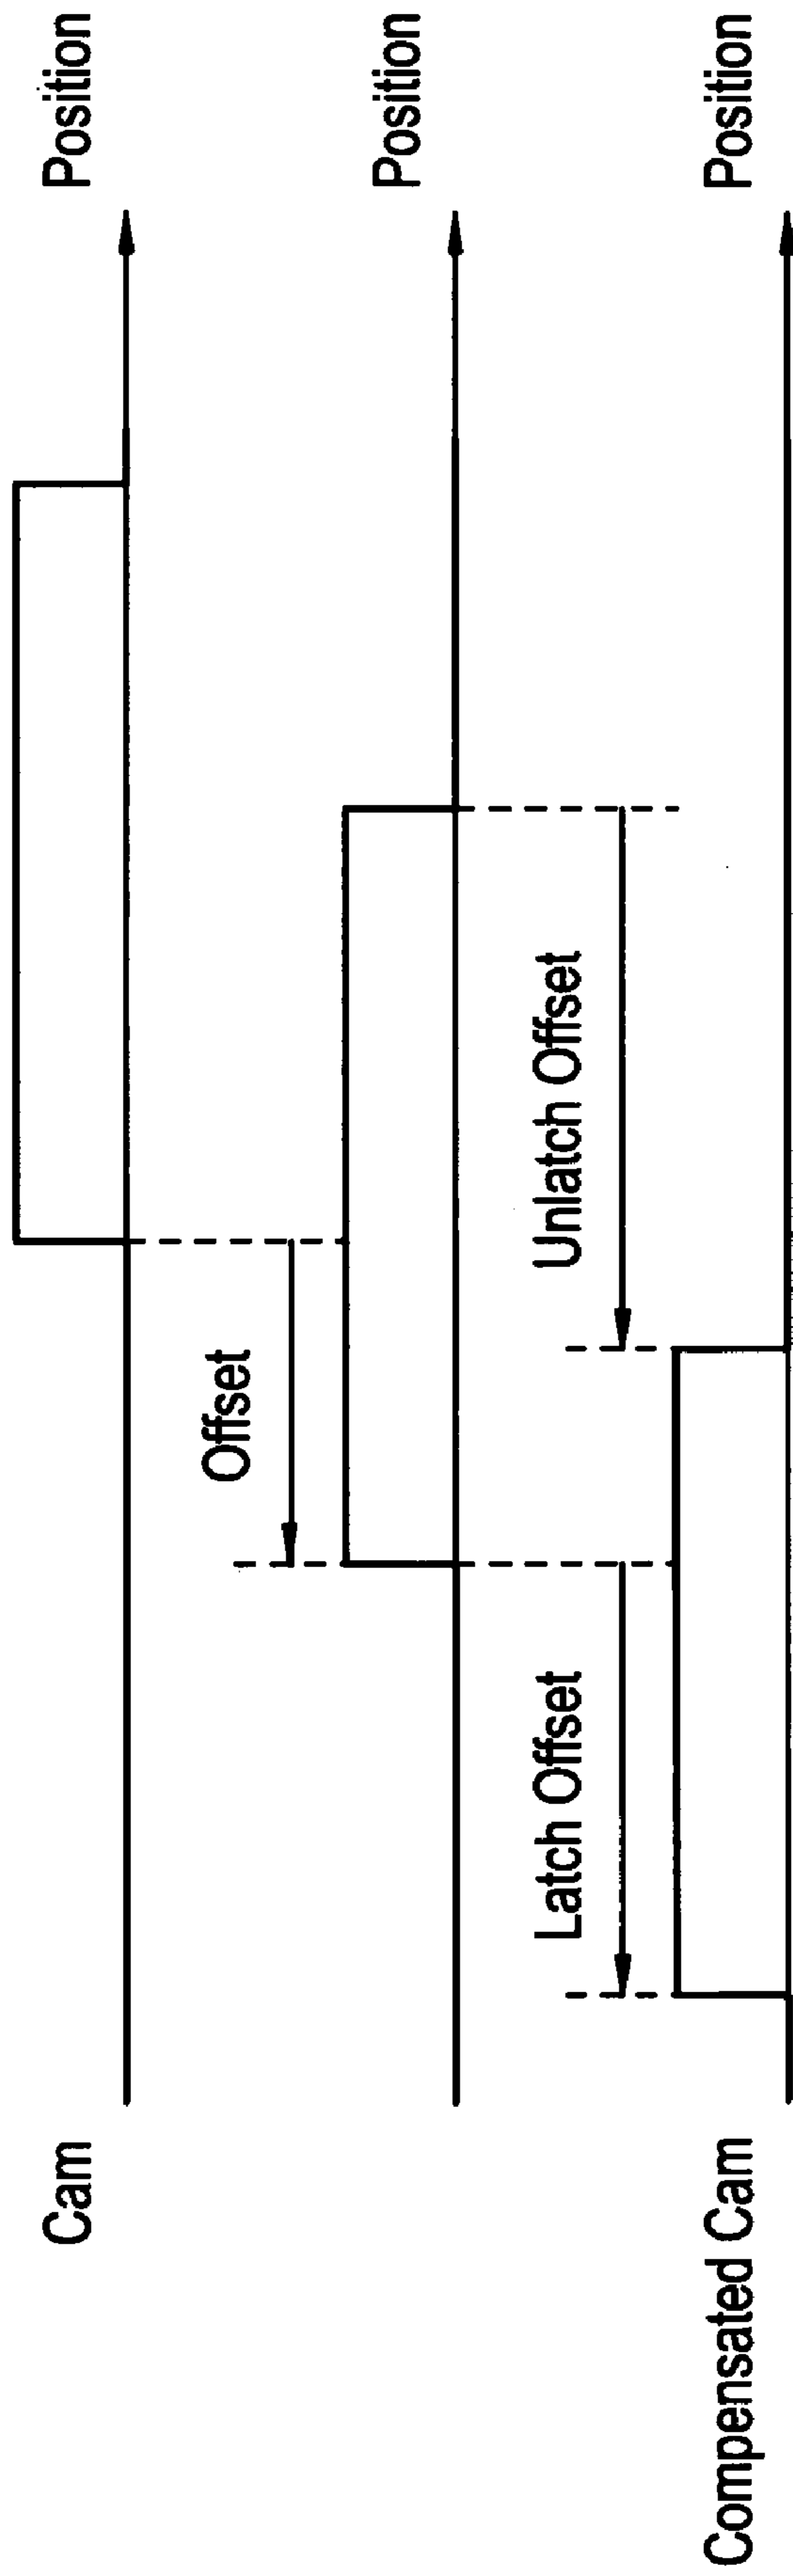 Cam
Position
Offset
Position
Latch Offset
Unlatch Offset
Compensated Cam
Position